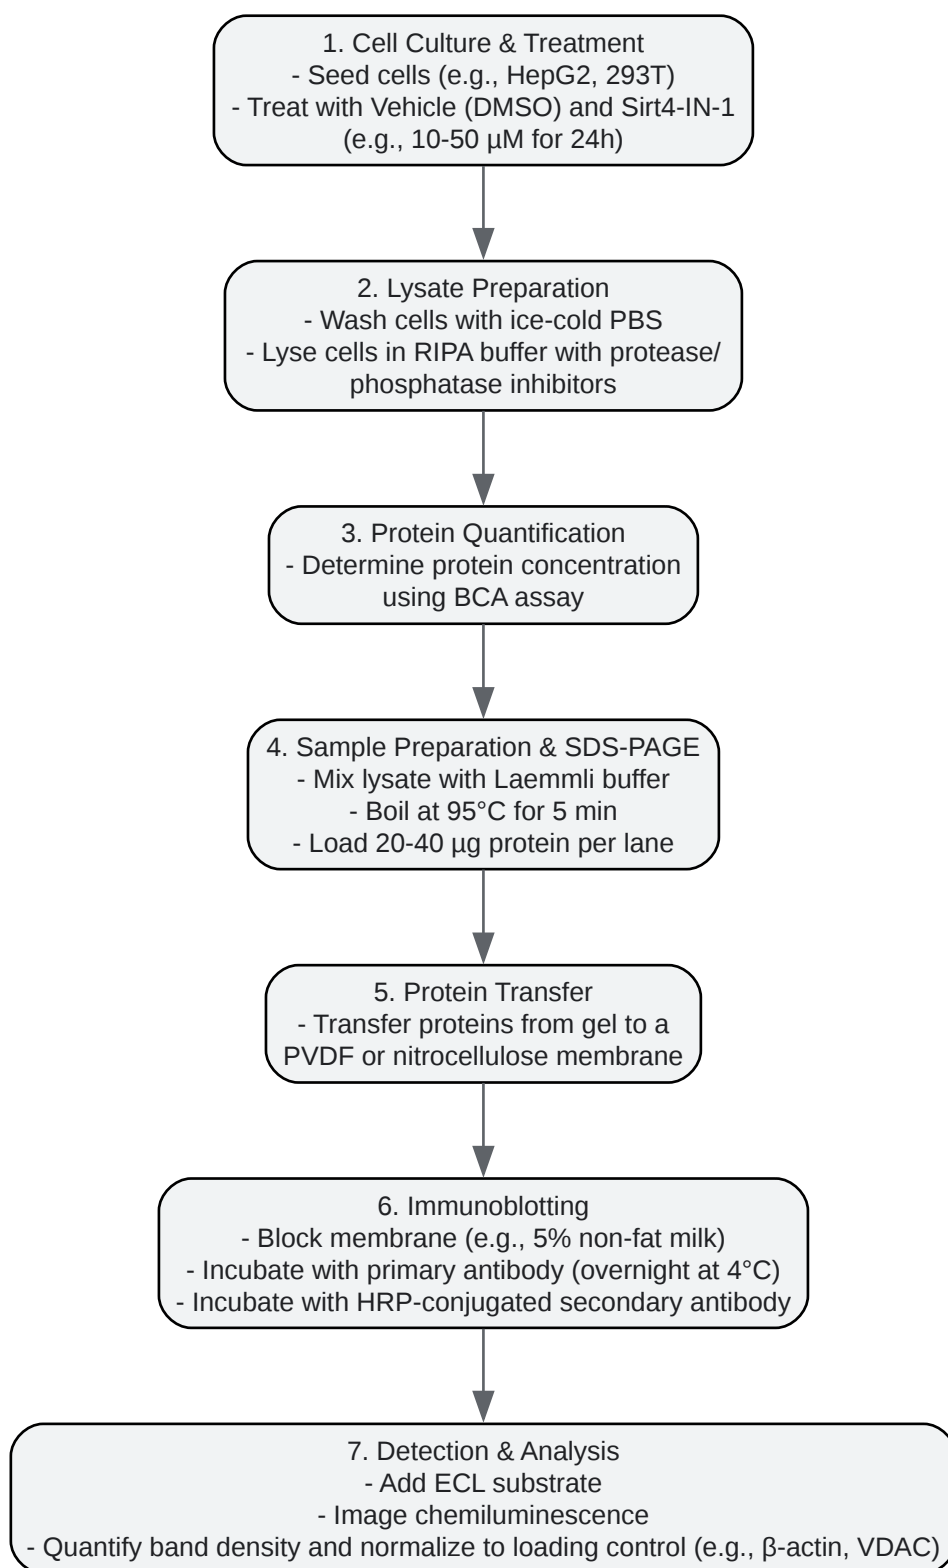 1. Cell Culture & Treatment
- Seed cells (e.g., HepG2, 293T)
- Treat with Vehicle (DMSO) and Sirt4-IN-1
(e.g., 10-50 µM for 24h)
2. Lysate Preparation
- Wash cells with ice-cold PBS
- Lyse cells in RIPA buffer with protease/
phosphatase inhibitors
3. Protein Quantification
- Determine protein concentration
using BCA assay
4. Sample Preparation & SDS-PAGE
- Mix lysate with Laemmli buffer
- Boil at 95°C for 5 min
- Load 20-40 µg protein per lane
5. Protein Transfer
- Transfer proteins from gel to a
PVDF or nitrocellulose membrane
6. Immunoblotting
- Block membrane (e.g., 5% non-fat milk)
- Incubate with primary antibody (overnight at 4°C)
- Incubate with HRP-conjugated secondary antibody
7. Detection & Analysis
- Add ECL substrate
- Image chemiluminescence
- Quantify band density and normalize to loading control (e.g., β-actin, VDAC)